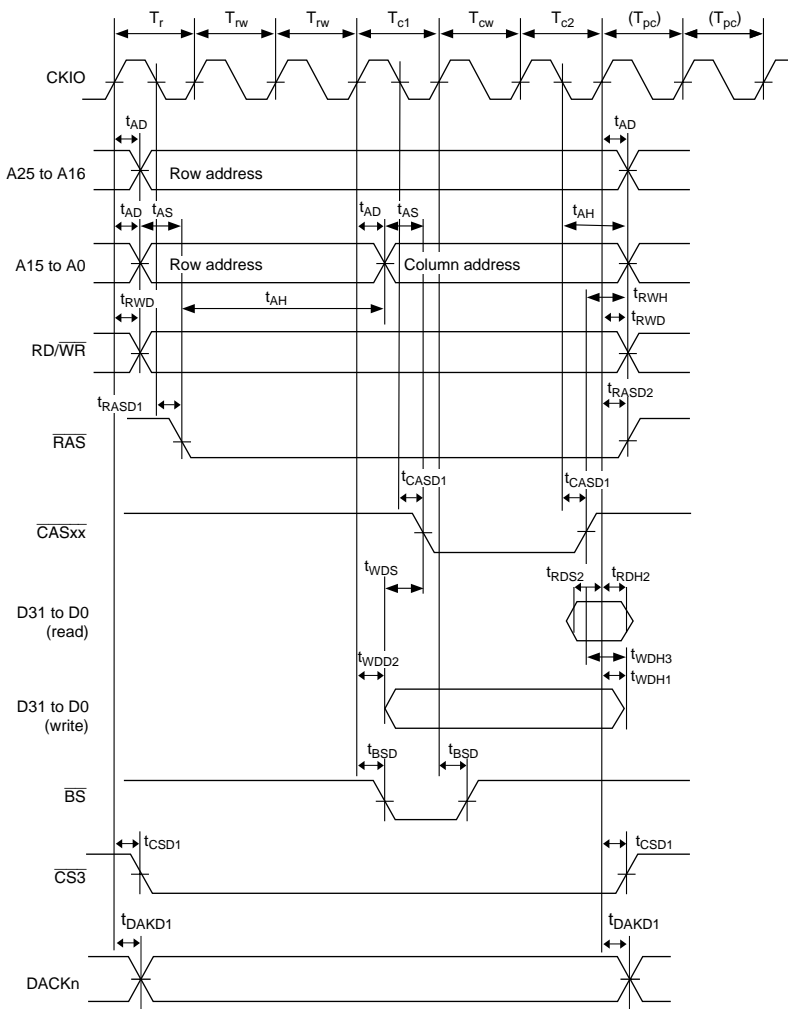 Tr Trw Trw Tc1 Tcw Tc2 (Tpc) (Tpc)
CKIO
tAD tAD
A25 to A16 Row address
tAD tAS tAD tAS tAH
A15 to A0 Row address Column address
tAH tRWH
tRWD tRWD
RD/WR
tRASD1 tRASD2
RAS
tCASD1 tCASD1
CASxx
tWDS tRDS2 tRDH2
D31 to D0
(read)
tWDH3
tWDD2 tWDH1
D31 to D0
(write)
tBSD tBSD
BS
tCSD1 tCSD1
CS3
tDAKD1 tDAKD1
DACKn